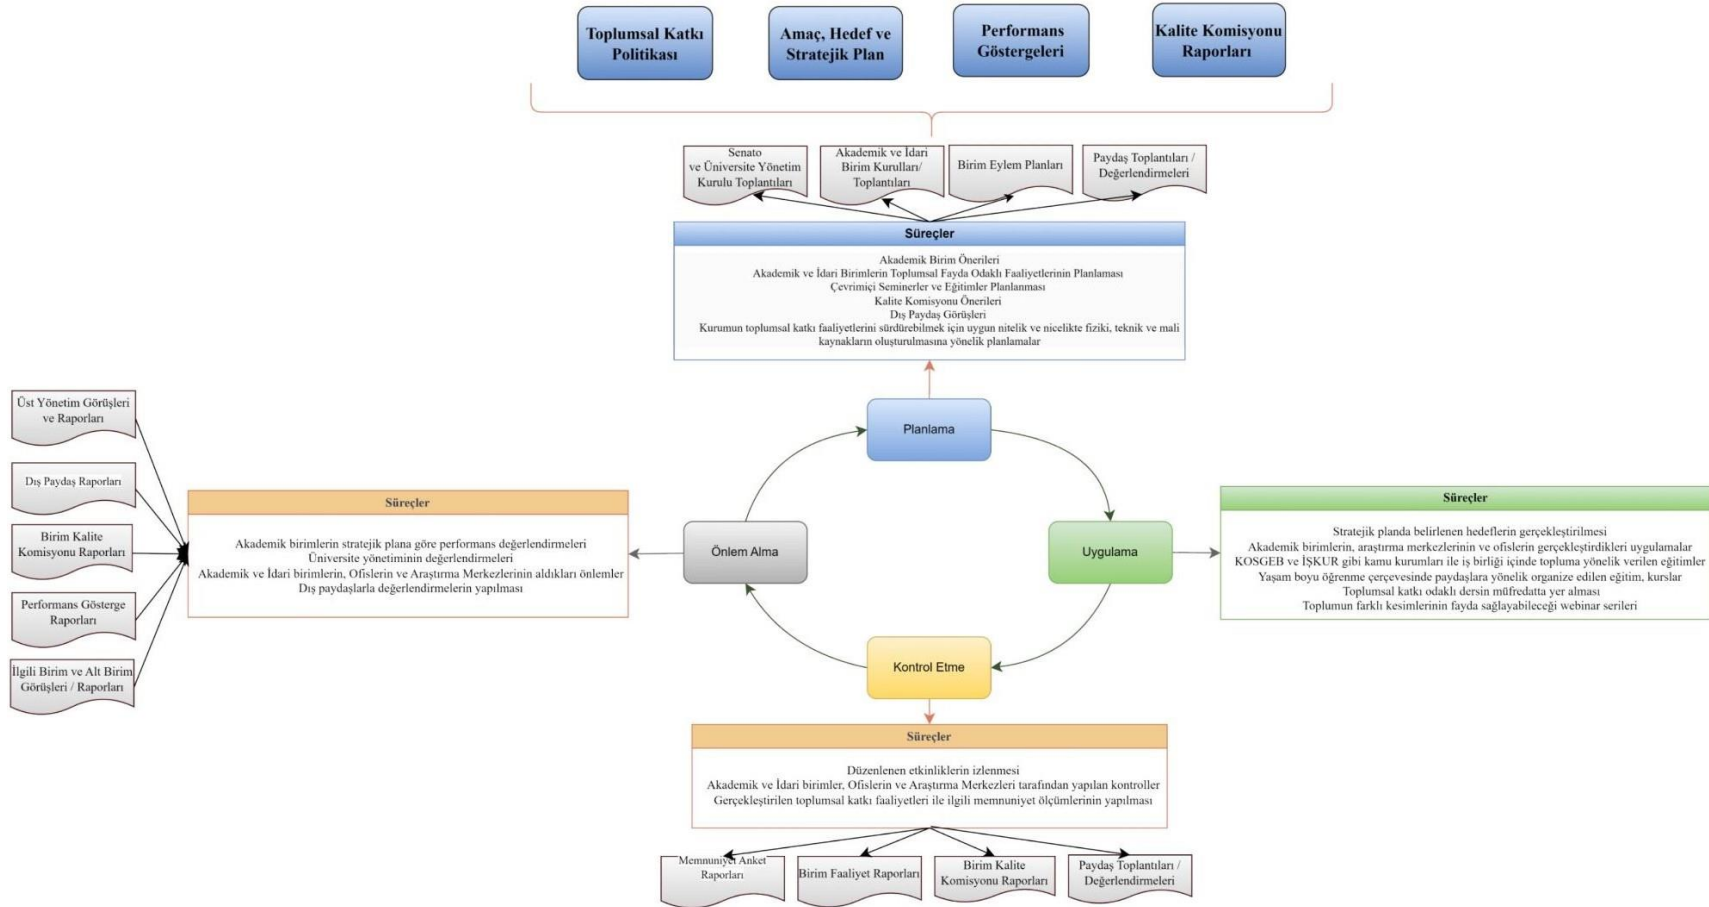 Toplumsal Katkı
Politikası
Amaç, Hedef ve
Stratejik Plan
Performans
Göstergeleri
Kalite Komisyonu
Raporları
Senato
ve Üniversite Yönetim
Kurulu Toplantıları
Akademik ve İdari
Birim Kurulları/
Toplantıları
Birim Eylem Planları
Paydaş Toplantıları /
Değerlendirmeleri
Süreçler
Akademik Birim Önerileri
Akademik ve İdari Birimlerin Toplumsal Fayda Odaklı Faaliyetlerinin Planlaması
Çevrimiçi Seminerler ve Eğitimler Planlanması
Kalite Komisyonu Önerileri
Dış Paydaş Görüşleri
Kurumun toplumsal katkı faaliyetlerini sürdürebilmek için uygun nitelik ve nicelikte fiziki, teknik ve mali
kaynakların oluşturulmasına yönelik planlamalar
Planlama
Üst Yönetim Görüşleri
ve Raporları
Dış Paydaş Raporları
Birim Kalite
Komisyonu Raporları
Performans Gösterge
Raporları
İlgili Birim ve Alt Birim
Görüşleri / Raporları
Süreçler
Akademik birimlerin stratejik plana göre performans değerlendirmeleri
Üniversite yönetiminin değerlendirmeleri
Akademik ve İdari birimlerin, Ofislerin ve Araştırma Merkezlerinin aldıkları önlemler
Dış paydaşlarla değerlendirmelerin yapılması
Önlem Alma
Uygulama
Süreçler
Stratejik planda belirlenen hedeflerin gerçekleştirilmesi
Akademik birimlerin, araştırma merkezlerinin ve ofislerin gerçekleştirdikleri uygulamalar
KOSGEB ve İŞKUR gibi kamu kurumları ile iş birliği içinde topluma yönelik verilen eğitimler
Yaşam boyu öğrenme çerçevesinde paydaşlara yönelik organize edilen eğitim, kurslar
Toplumsal katkı odaklı dersin müfredatta yer alması
Toplumun farklı kesimlerinin fayda sağlayabileceği webinar serileri
Kontrol Etme
Süreçler
Düzenlenen etkinliklerin izlenmesi
Akademik ve İdari birimler, Ofislerin ve Araştırma Merkezleri tarafından yapılan kontroller
Gerçekleştirilen toplumsal katkı faaliyetleri ile ilgili memnuniyet ölçümlerinin yapılması
Memnuniyet Anket
Raporları
Birim Faaliyet Raporları
Birim Kalite
Komisyonu Raporları
Paydaş Toplantıları /
Değerlendirmeleri